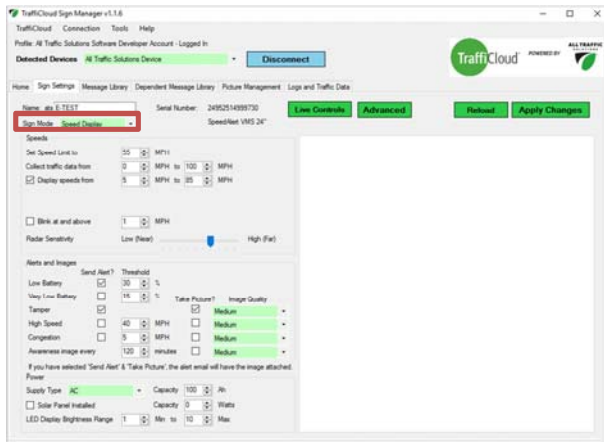 TraffiCloud Sign Manager v1.1.6
TraffiCloud Connection Tools Help
Profile: All Traffic Solutions Software Developer Account - Logged In
Detected Devices All Traffic Solutions Device Disconnect
TraffiCloud POWERED BY ALL TRAFFIC SOLUTIONS
Home Sign Settings Message Library Dependent Message Library Picture Management Logs and Traffic Data
Name: ats E-TEST Serial Number: 24952514999730 Live Controls Advanced Reload Apply Changes
Sign Mode Speed Display SpeedAlert VMS 24"
Speeds
Set Speed Limit to 55 MPH
Collect traffic data from 0 MPH to 100 MPH
Display speeds from 5 MPH to 85 MPH
Blink at and above 1 MPH
Radar Sensitivity Low (Near) High (Far)
Alerts and Images
Send Alert? Threshold
Low Battery 30 %
Very Low Battery 15 % Take Picture? Image Quality
Tamper Medium
High Speed 40 MPH Medium
Congestion 5 MPH Medium
Awareness image every 120 minutes Medium
If you have selected 'Send Alert' & 'Take Picture', the alert email will have the image attached.
Power
Supply Type AC Capacity 100 Ah
Solar Panel Installed Capacity 0 Watts
LED Display Brightness Range 1 Min to 10 Max